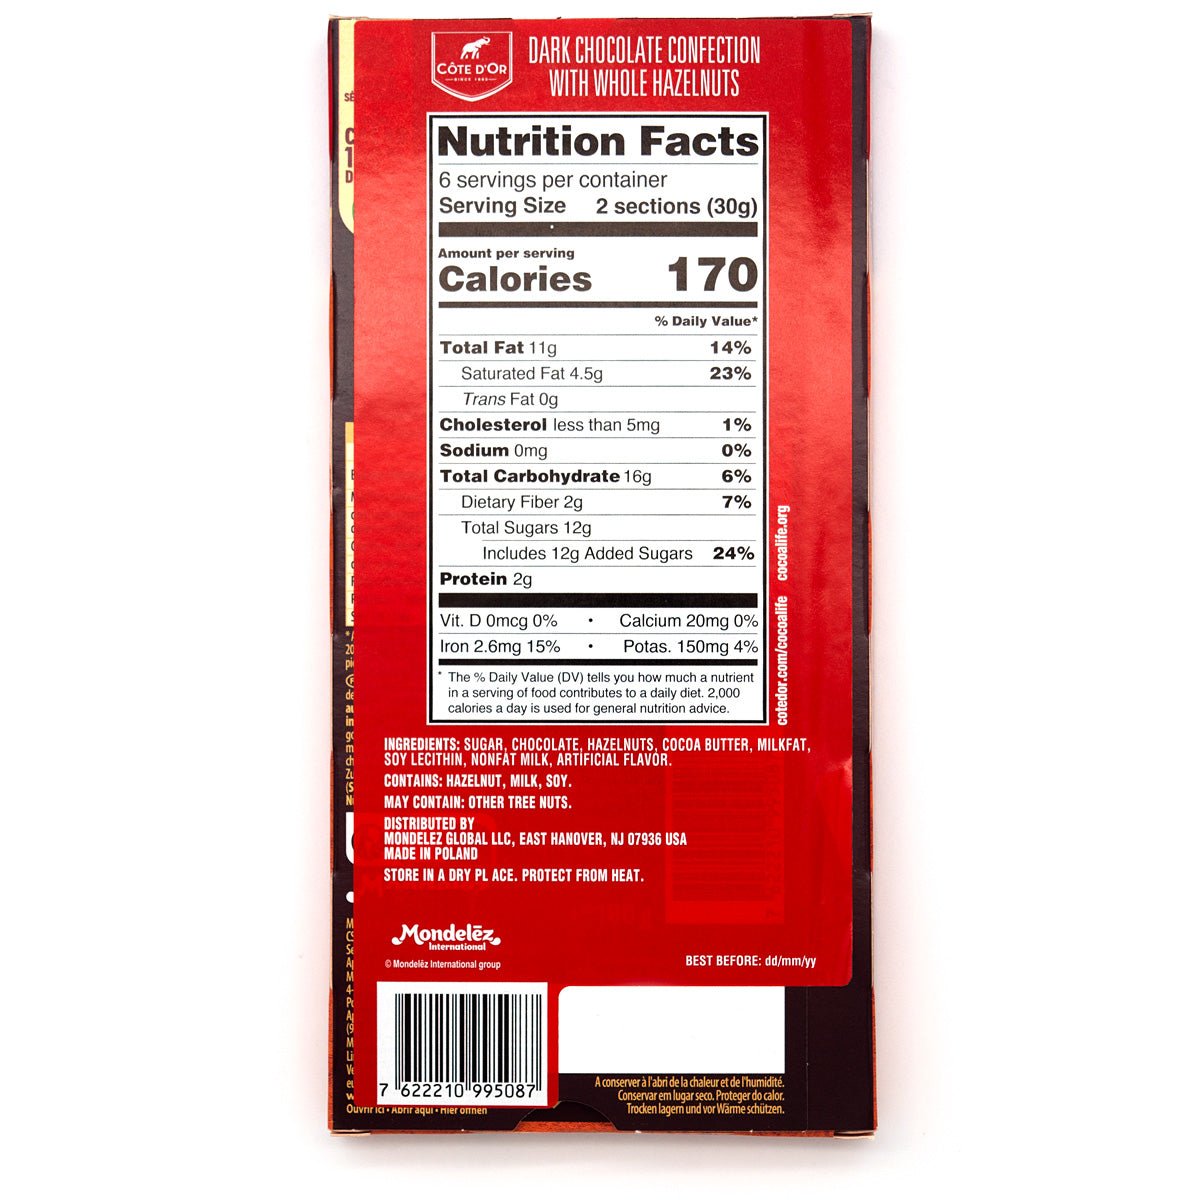 CÔTE D'OR
SINCE 1883
DARK CHOCOLATE CONFECTION
WITH WHOLE HAZELNUTS
Nutrition Facts
6 servings per container
Serving Size 2 sections (30g)
Amount per serving
Calories 170
% Daily Value*
Total Fat 11g 14%
Saturated Fat 4.5g 23%
Trans Fat 0g
Cholesterol less than 5mg 1%
Sodium 0mg 0%
Total Carbohydrate 16g 6%
Dietary Fiber 2g 7%
Total Sugars 12g
Includes 12g Added Sugars 24%
Protein 2g
Vit. D 0mcg 0% • Calcium 20mg 0%
Iron 2.6mg 15% • Potas. 150mg 4%
* The % Daily Value (DV) tells you how much a nutrient
in a serving of food contributes to a daily diet. 2,000
calories a day is used for general nutrition advice.
cotedor.com/cocoalife cocoalife.org
INGREDIENTS: SUGAR, CHOCOLATE, HAZELNUTS, COCOA BUTTER, MILKFAT,
SOY LECITHIN, NONFAT MILK, ARTIFICIAL FLAVOR.
CONTAINS: HAZELNUT, MILK, SOY.
MAY CONTAIN: OTHER TREE NUTS.
DISTRIBUTED BY
MONDELEZ GLOBAL LLC, EAST HANOVER, NJ 07936 USA
MADE IN POLAND
STORE IN A DRY PL ACE. PROTECT FROM HEAT.
Mondelēz
International
© Mondelēz International group
BEST BEFORE: dd/mm/yy
7 622210 995087
A conserver à l'abri de la chaleur et de l'humidité.
Conservar em lugar seco. Proteger do calor.
Trocken lagern und vor Wärme schützen.
Ouvrir ici • Abrir aqui • Hier öffnen